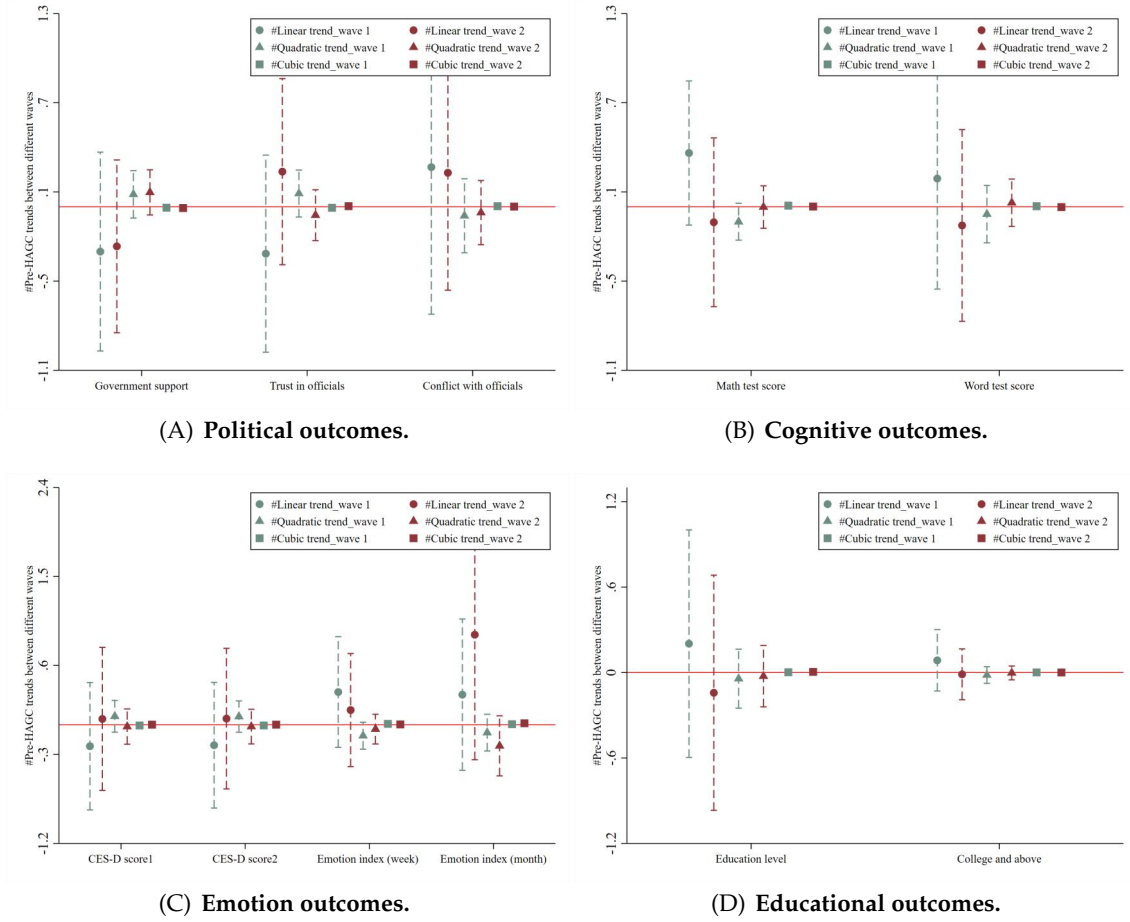 #Pre-HAGC trends between different waves
1.3
.7
.1
-.5
-1.1
#Linear trend_wave 1 #Linear trend_wave 2
#Quadratic trend_wave 1 #Quadratic trend_wave 2
#Cubic trend_wave 1 #Cubic trend_wave 2
Government support Trust in officials Conflict with officials
(A) Political outcomes.
#Pre-HAGC trends between different waves
1.3
.7
.1
-.5
-1.1
#Linear trend_wave 1 #Linear trend_wave 2
#Quadratic trend_wave 1 #Quadratic trend_wave 2
#Cubic trend_wave 1 #Cubic trend_wave 2
Math test score Word test score
(B) Cognitive outcomes.
#Pre-HAGC trends between different waves
2.4
1.5
.6
-.3
-1.2
#Linear trend_wave 1 #Linear trend_wave 2
#Quadratic trend_wave 1 #Quadratic trend_wave 2
#Cubic trend_wave 1 #Cubic trend_wave 2
CES-D score1 CES-D score2 Emotion index (week) Emotion index (month)
(C) Emotion outcomes.
#Pre-HAGC trends between different waves
1.2
.6
0
-.6
-1.2
#Linear trend_wave 1 #Linear trend_wave 2
#Quadratic trend_wave 1 #Quadratic trend_wave 2
#Cubic trend_wave 1 #Cubic trend_wave 2
Education level College and above
(D) Educational outcomes.